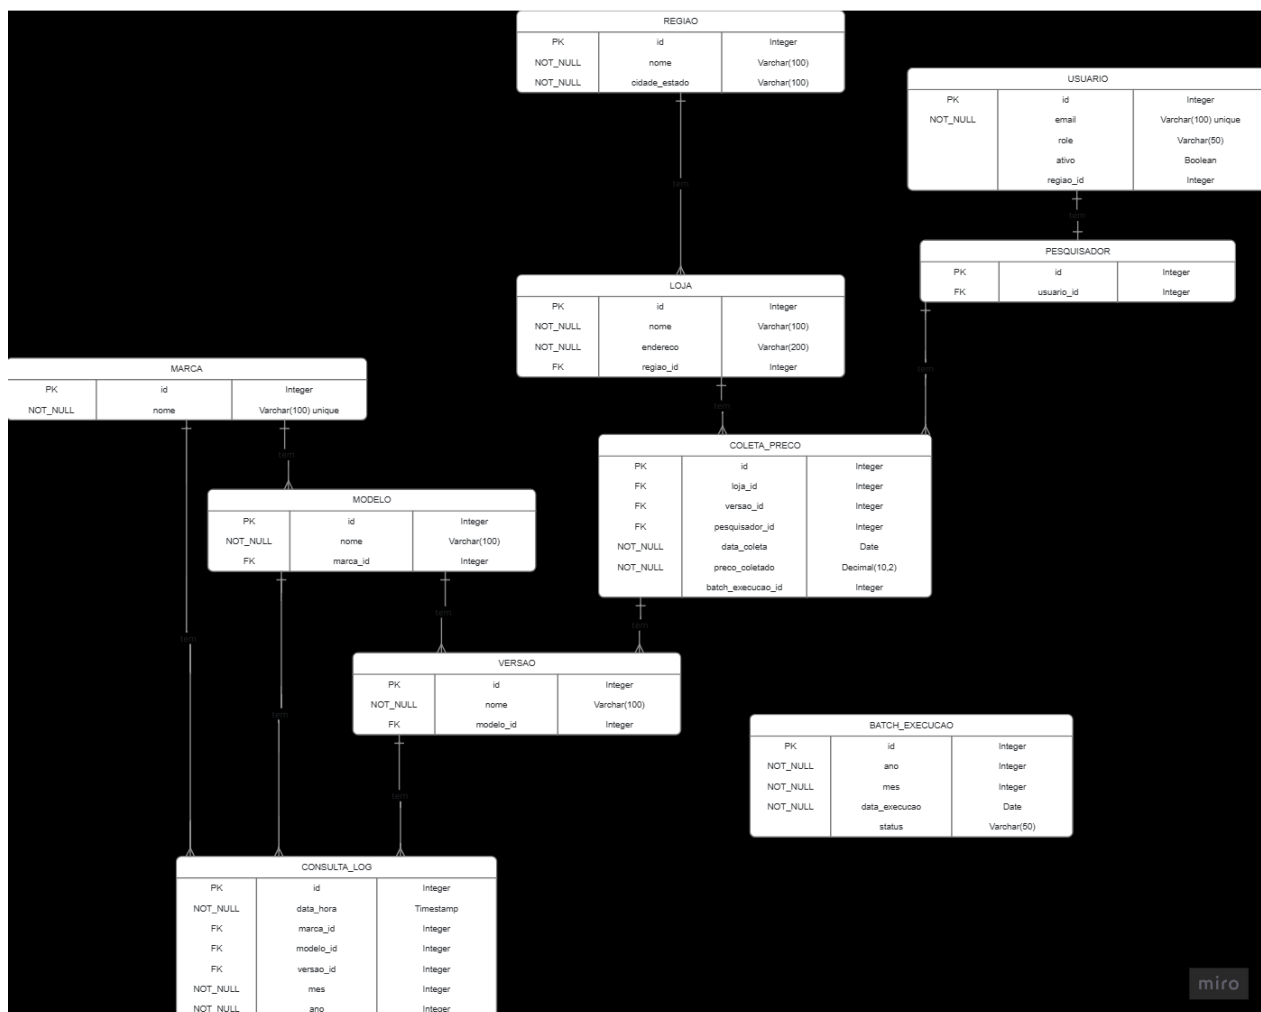 REGIAO
PK id Integer
NOT_NULL nome Varchar(100)
NOT_NULL cidade_estado Varchar(100)
USUARIO
PK id Integer
NOT_NULL email Varchar(100) unique
role Varchar(50)
ativo Boolean
regiao_id Integer
tem
tem
PESQUISADOR
PK id Integer
FK usuario_id Integer
LOJA
PK id Integer
NOT_NULL nome Varchar(100)
NOT_NULL endereco Varchar(200)
FK regiao_id Integer
tem
tem
MARCA
PK id Integer
NOT_NULL nome Varchar(100) unique
tem
COLETA_PRECO
PK id Integer
FK loja_id Integer
FK versao_id Integer
FK pesquisador_id Integer
NOT_NULL data_coleta Date
NOT_NULL preco_coletado Decimal(10,2)
batch_execucao_id Integer
MODELO
PK id Integer
NOT_NULL nome Varchar(100)
FK marca_id Integer
tem
tem
tem
VERSAO
PK id Integer
NOT_NULL nome Varchar(100)
FK modelo_id Integer
tem
tem
BATCH_EXECUCAO
PK id Integer
NOT_NULL ano Integer
NOT_NULL mes Integer
NOT_NULL data_execucao Date
status Varchar(50)
CONSULTA_LOG
PK id Integer
NOT_NULL data_hora Timestamp
FK marca_id Integer
FK modelo_id Integer
FK versao_id Integer
NOT_NULL mes Integer
NOT_NULL ano Integer
miro